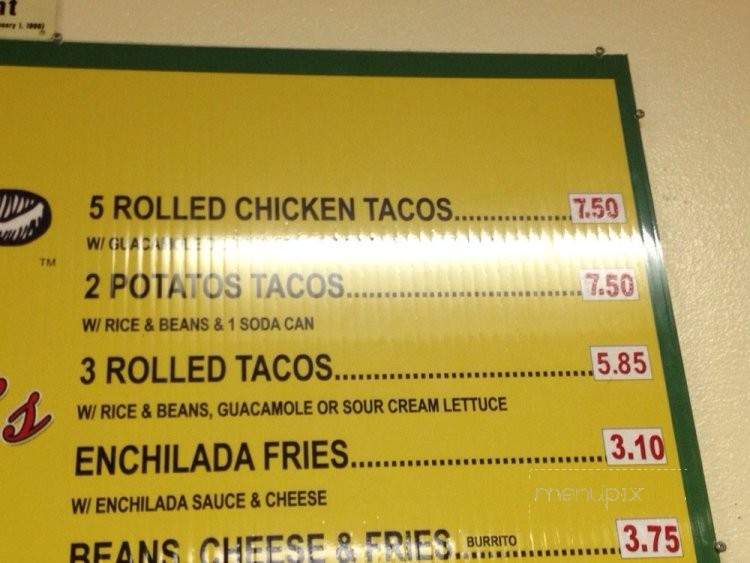 5 ROLLED CHICKEN TACOS.................... 7.50
W/ GUACAMOLE
2 POTATOS TACOS.......................................... 7.50
W/ RICE & BEANS & 1 SODA CAN
3 ROLLED TACOS............................................ 5.85
W/ RICE & BEANS, GUACAMOLE OR SOUR CREAM LETTUCE
ENCHILADA FRIES.......................................... 3.10
W/ ENCHILADA SAUCE & CHEESE
BEANS, CHEESE & FRIES. BURRITO .................... 3.75
TM
's
menupix